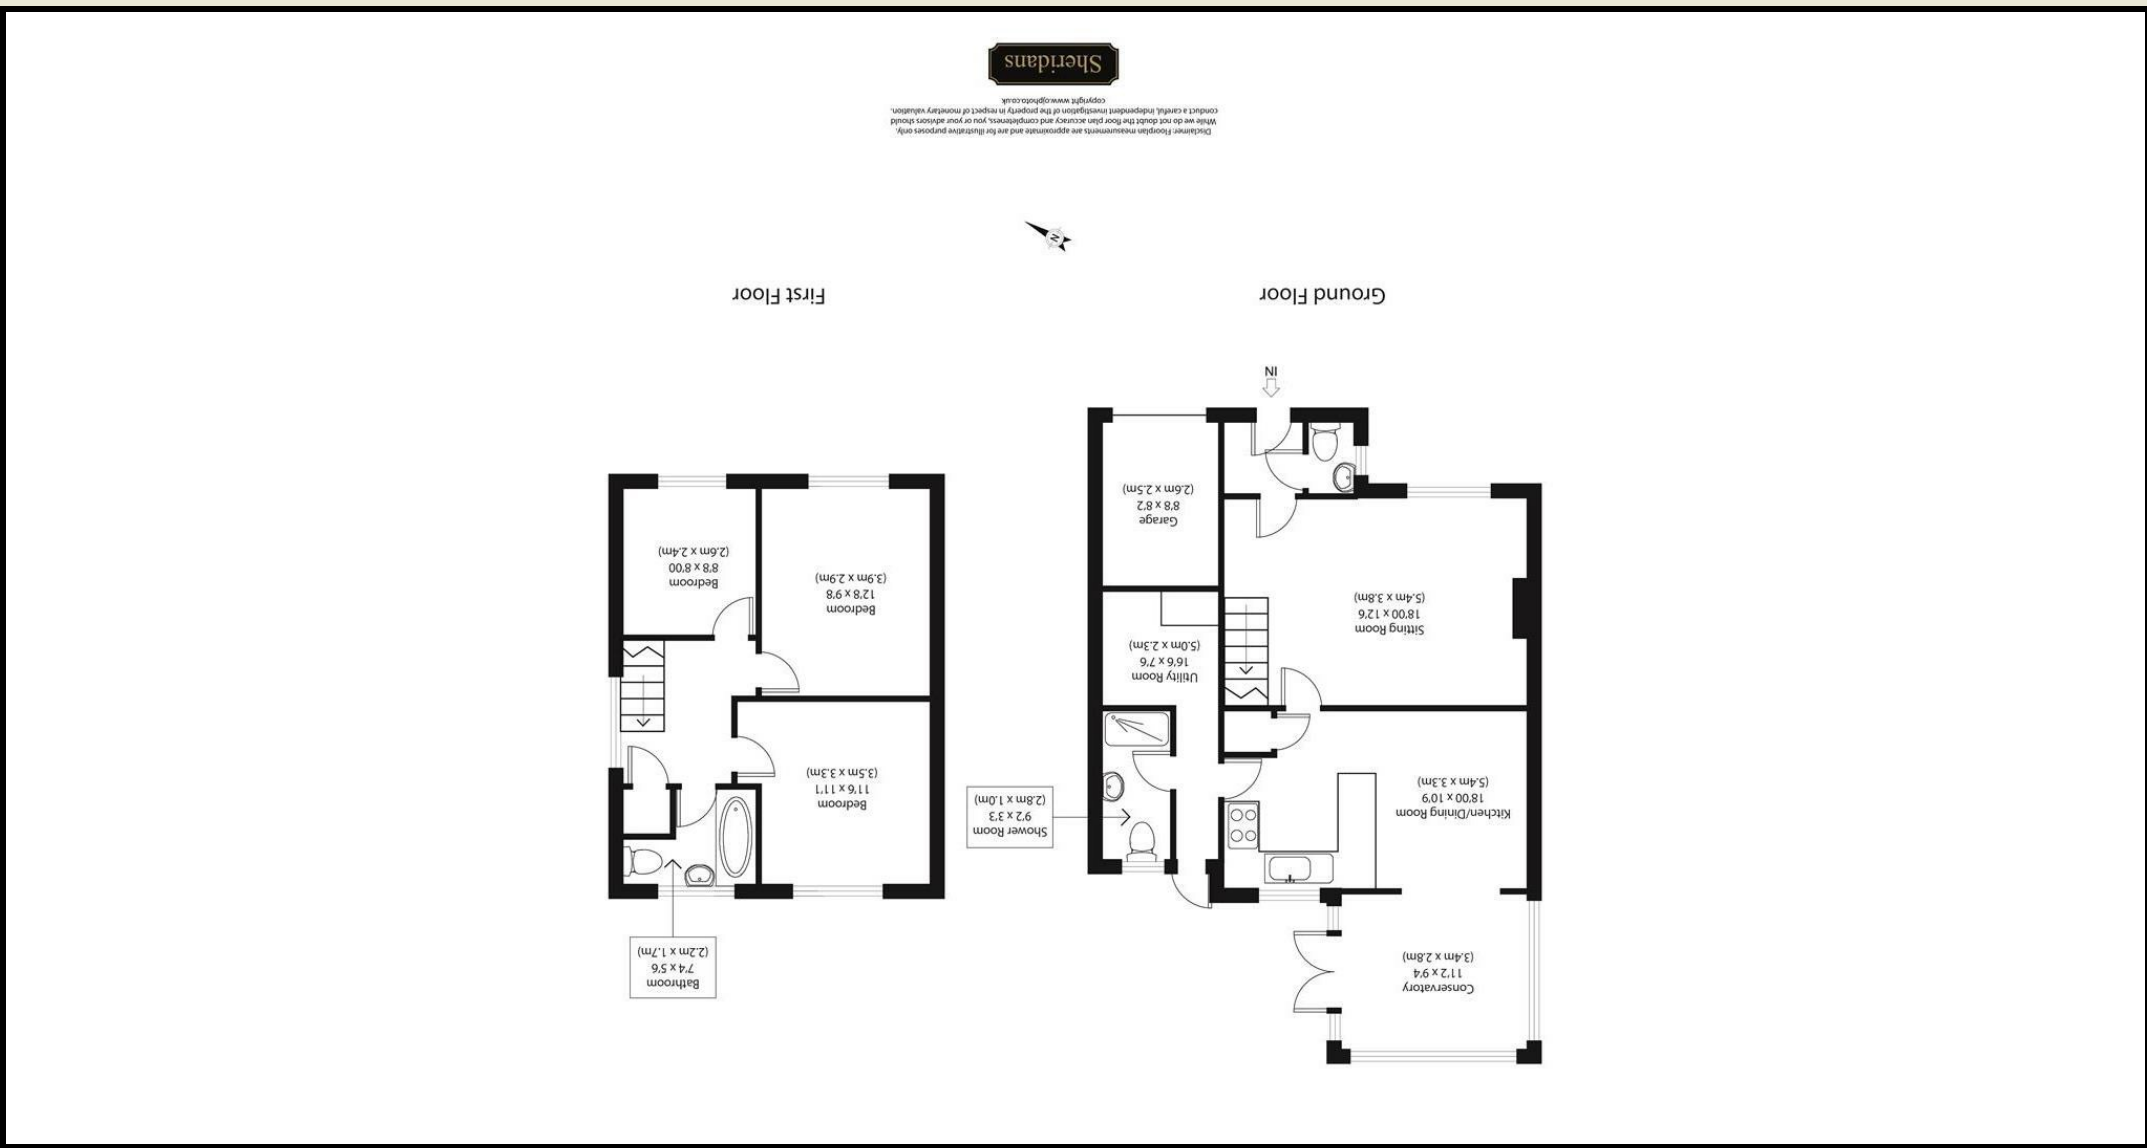 Conservatory
11'2 x 9'4
(3.4m x 2.8m)
Kitchen/Dining Room
18'00 x 10'9
(5.4m x 3.3m)
Shower Room
9'2 x 3'3
(2.8m x 1.0m)
Utility Room
16'6 x 7'6
(5.0m x 2.3m)
Sitting Room
18'00 x 12'6
(5.4m x 3.8m)
Garage
8'8 x 8'2
(2.6m x 2.5m)
IN
Ground Floor
Bathroom
7'4 x 5'6
(2.2m x 1.7m)
Bedroom
11'6 x 11'1
(3.5m x 3.3m)
Bedroom
12'8 x 9'8
(3.9m x 2.9m)
Bedroom
8'8 x 8'00
(2.6m x 2.4m)
First Floor
N
Disclaimer: Floorplan measurements are approximate and are for illustrative purposes only.
While we do not doubt the floor plan accuracy and completeness, you or your advisors should
conduct a careful, independent investigation of the property in respect of monetary valuation.
copyright www.ojphoto.co.uk
Sheridans